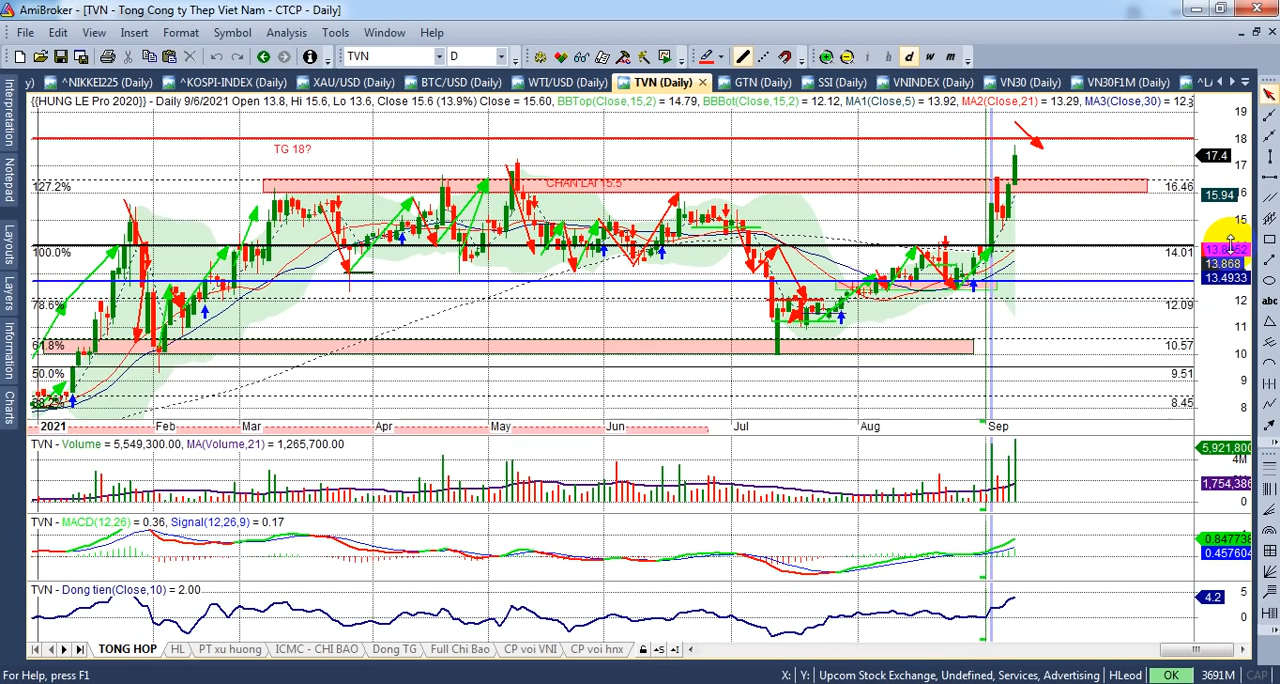 AmiBroker - [TVN - Tong Cong ty Thep Viet Nam - CTCP - Daily]
File Edit View Insert Format Symbol Analysis Tools Window Help
TVN D i h d w m
y) ^NIKKEI225 (Daily) ^KOSPI-INDEX (Daily) XAU/USD (Daily) BTC/USD (Daily) WTI/USD (Daily) TVN (Daily) GTN (Daily) SSI (Daily) VNINDEX (Daily) VN30 (Daily) VN30F1M (Daily)
{{HUNG LE Pro 2020}} - Daily 9/6/2021 Open 13.8, Hi 15.6, Lo 13.6, Close 15.6 (13.9%) Close = 15.60, BBTop(Close,15,2) = 14.79, BBBot(Close,15,2) = 12.12, MA1(Close,5) = 13.92, MA2(Close,21) = 13.29, MA3(Close,30) =
Interpretation
Notepad
Layouts
Layers
Information
Charts
19
18
TG 18?
17.4
17
127.2%
CHAN LAI 15.5
16.46
16
15.94
15
100.0%
14.01
13.868
13.4933
78.6%
12.09
12
11
61.8%
10.57
10
50.0%
9.51
9
8.45
8
2021 Feb Mar Apr May Jun Jul Aug Sep
TVN - Volume = 5,549,300.00, MA(Volume,21) = 1,265,700.00
5,921,800
4M
1,754,386
0
TVN - MACD(12,26) = 0.36, Signal(12,26,9) = 0.17
0.847738
0.457604
TVN - Dong tien(Close,10) = 2.00
5
4.2
0
TONG HOP HL PT xu huong ICMC - CHI BAO Dong TG Full Chi Bao CP voi VNI CP voi hnx
For Help, press F1 X: Y: Upcom Stock Exchange, Undefined, Services, Advertising HLeod OK 3691M CAP
abc